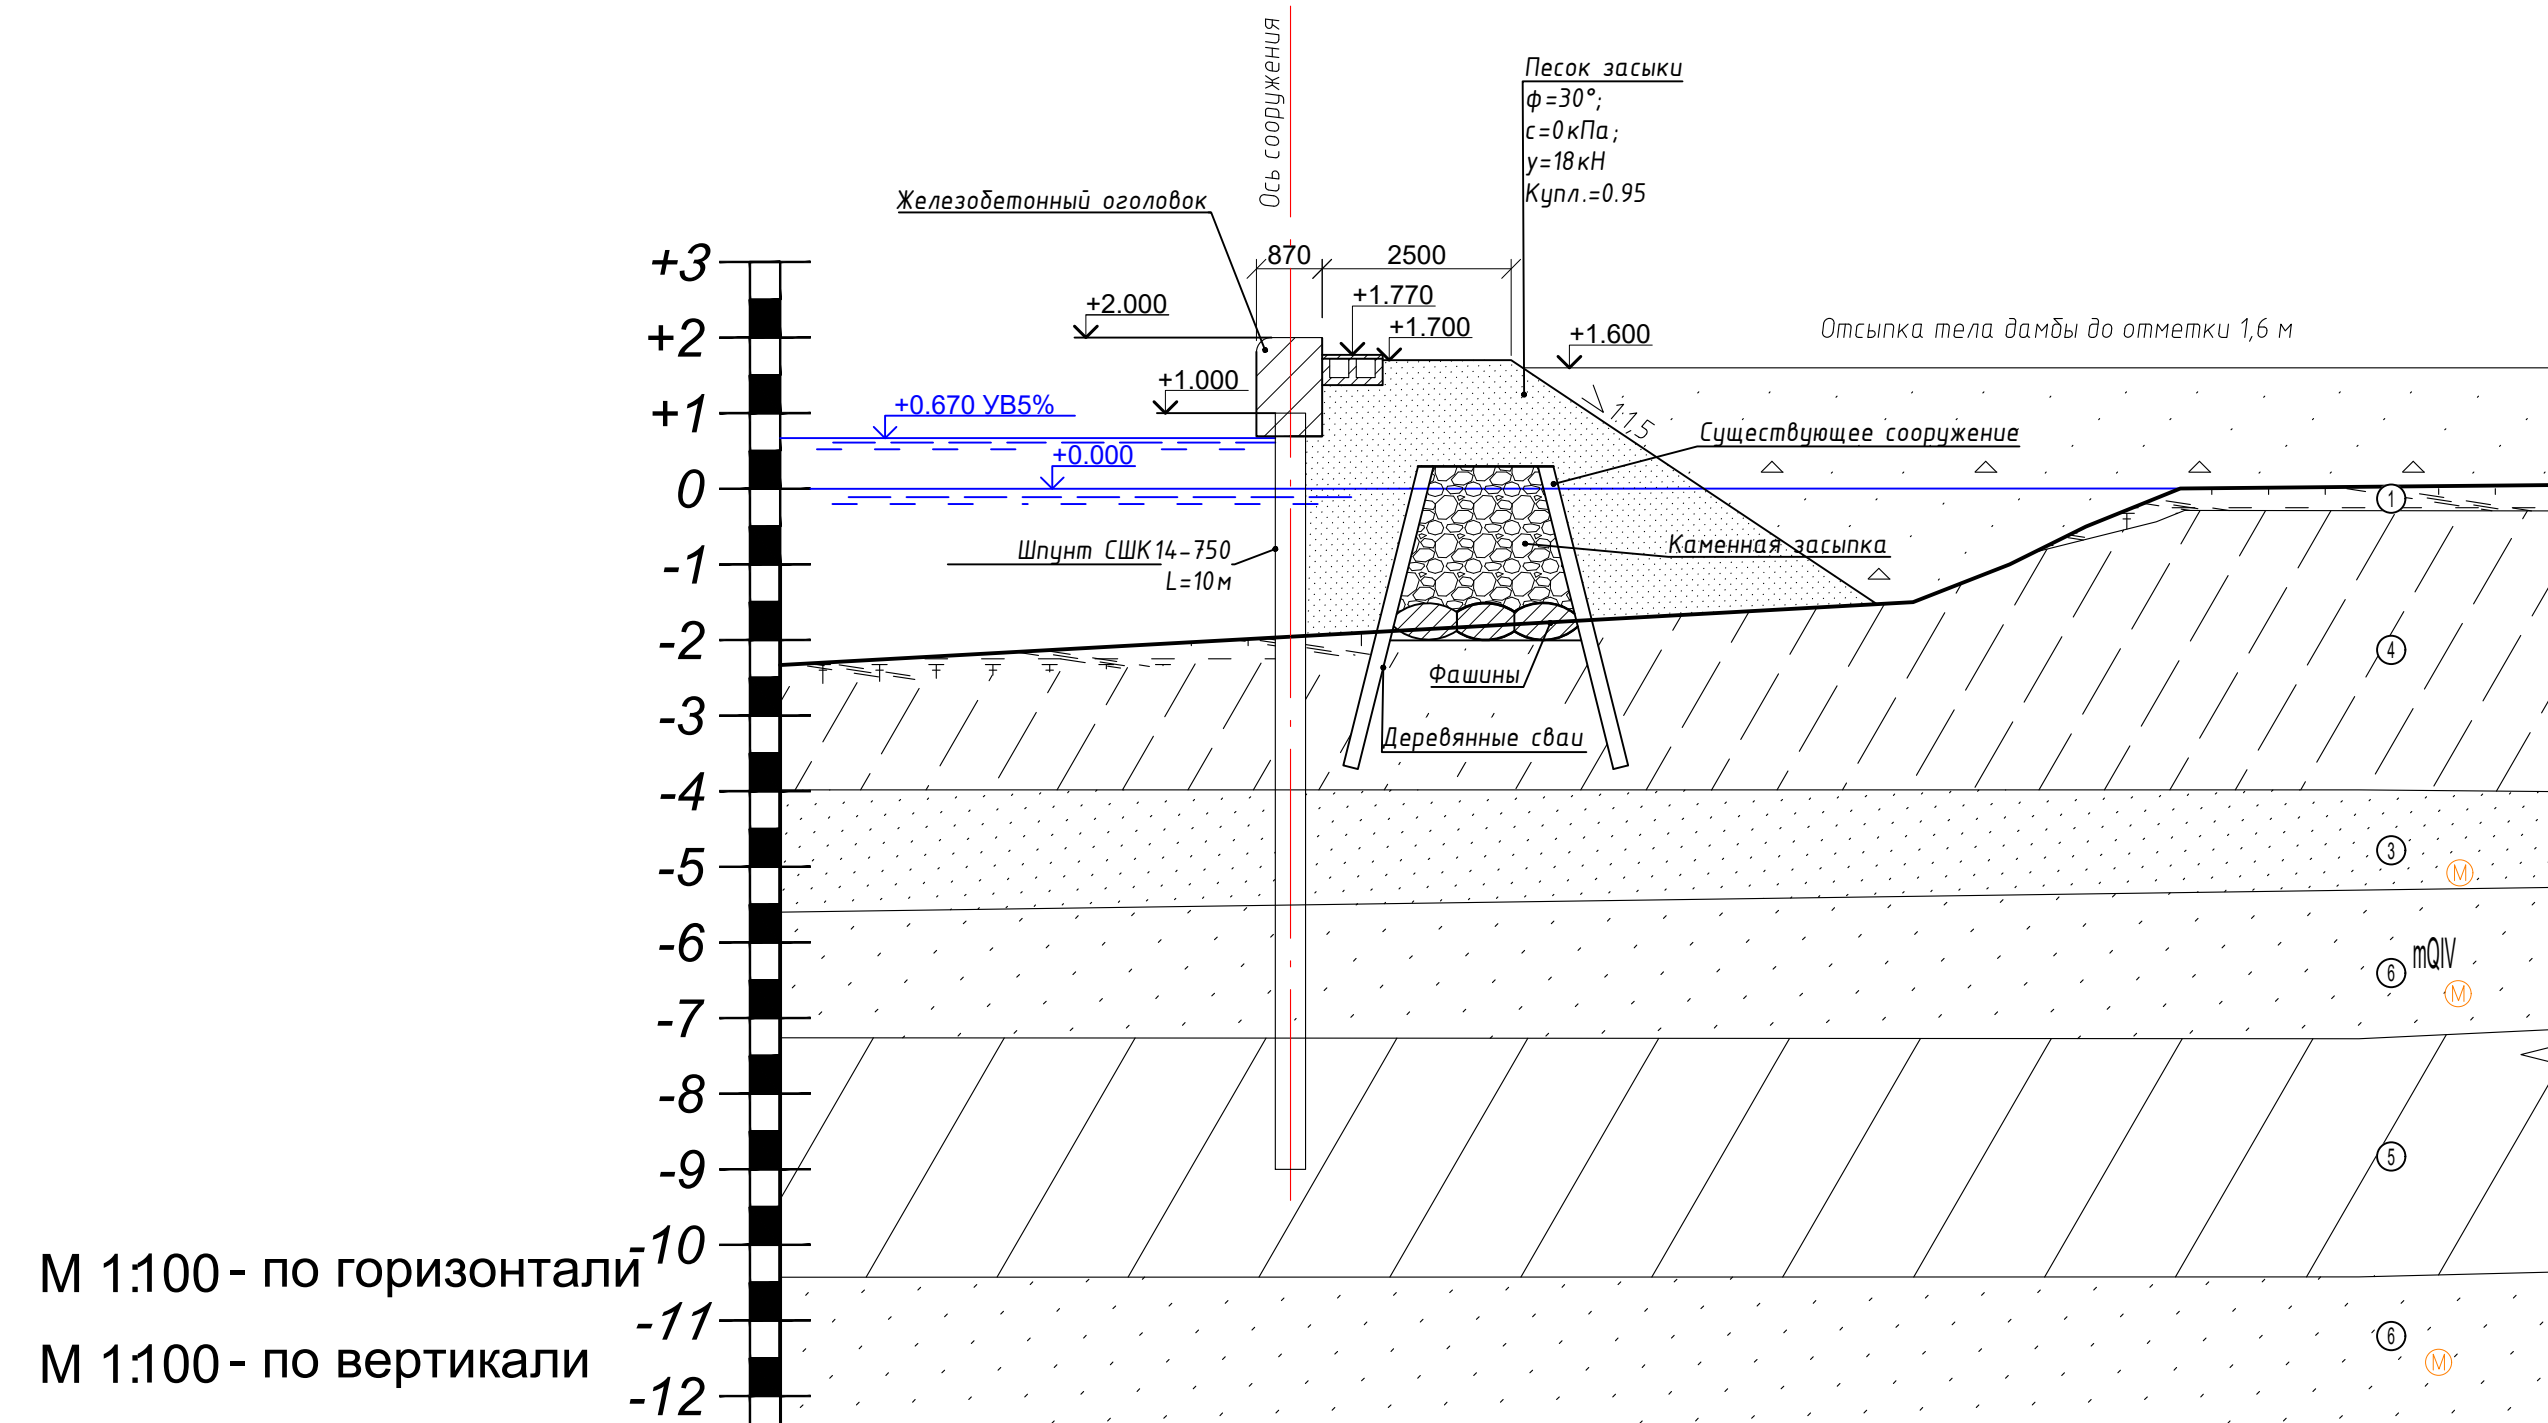 Ось сооружения
Песок засыки
φ=30°;
с=0кПа;
у=18кН
Купл.=0.95
Железобетонный оголовок
870
2500
+2.000
+1.770
+1.700
+1.600
Отсыпка тела дамбы до отметки 1,6 м
+1.000
+0.670 УВ5%
1:1,5
Существующее сооружение
+0.000
Шпунт СШК14-750
L=10м
Каменная засыпка
Фашины
Деревянные сваи
+3
+2
+1
0
-1
-2
-3
-4
-5
-6
-7
-8
-9
-10
-11
-12
1
4
3
М
6
mQIV
М
5
6
М
М 1:100 - по горизонтали
М 1:100 - по вертикали